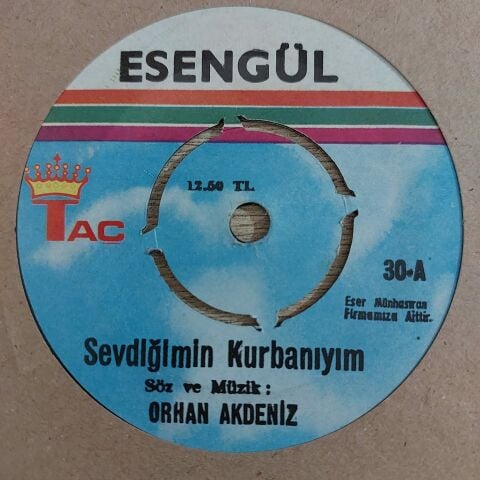 ESENGÜL
12.50 TL
TAC
30-A
Eser Münhasıran
Firmamıza Aittir.
Sevdiğimin Kurbanıyım
Söz ve Müzik :
ORHAN AKDENİZ